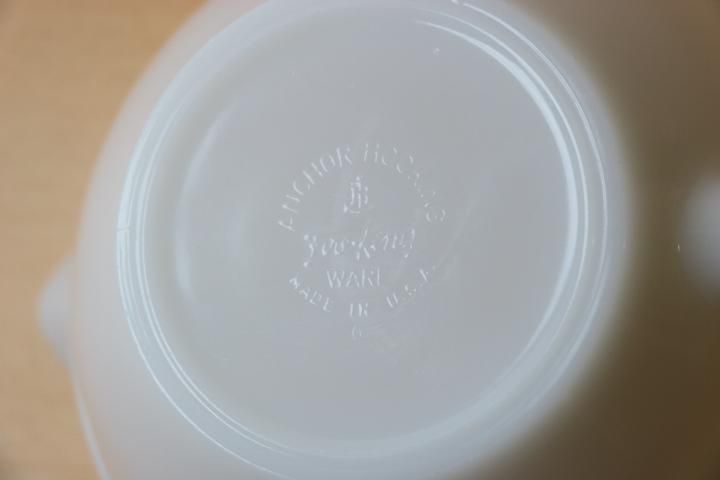 ANCHOR HOCKING
Fire-King
WARE
MADE IN U.S.A.